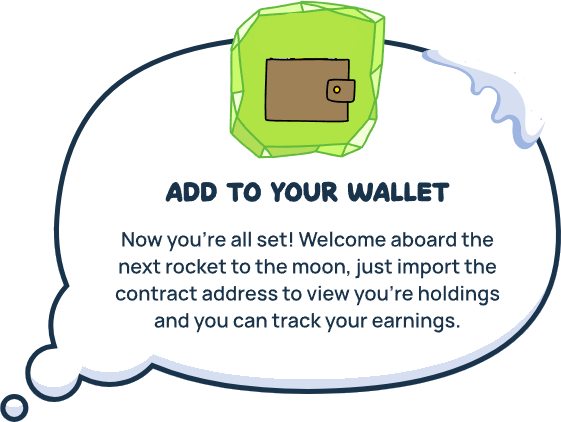 ADD TO YOUR WALLET
Now you're all set! Welcome aboard the
next rocket to the moon, just import the
contract address to view you're holdings
and you can track your earnings.